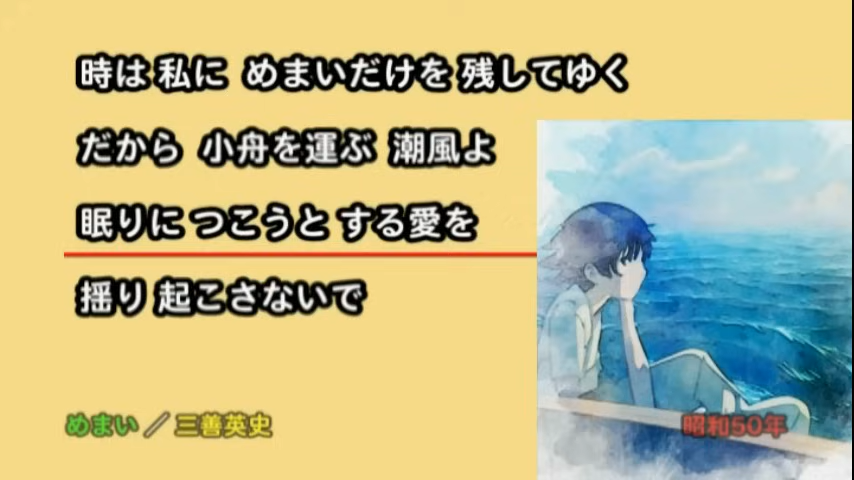 時は 私に めまいだけを 残してゆく
だから 小舟を運ぶ 潮風よ
眠りに つこうと する愛を
揺り 起こさないで
めまい ／ 三善英史
昭和50年